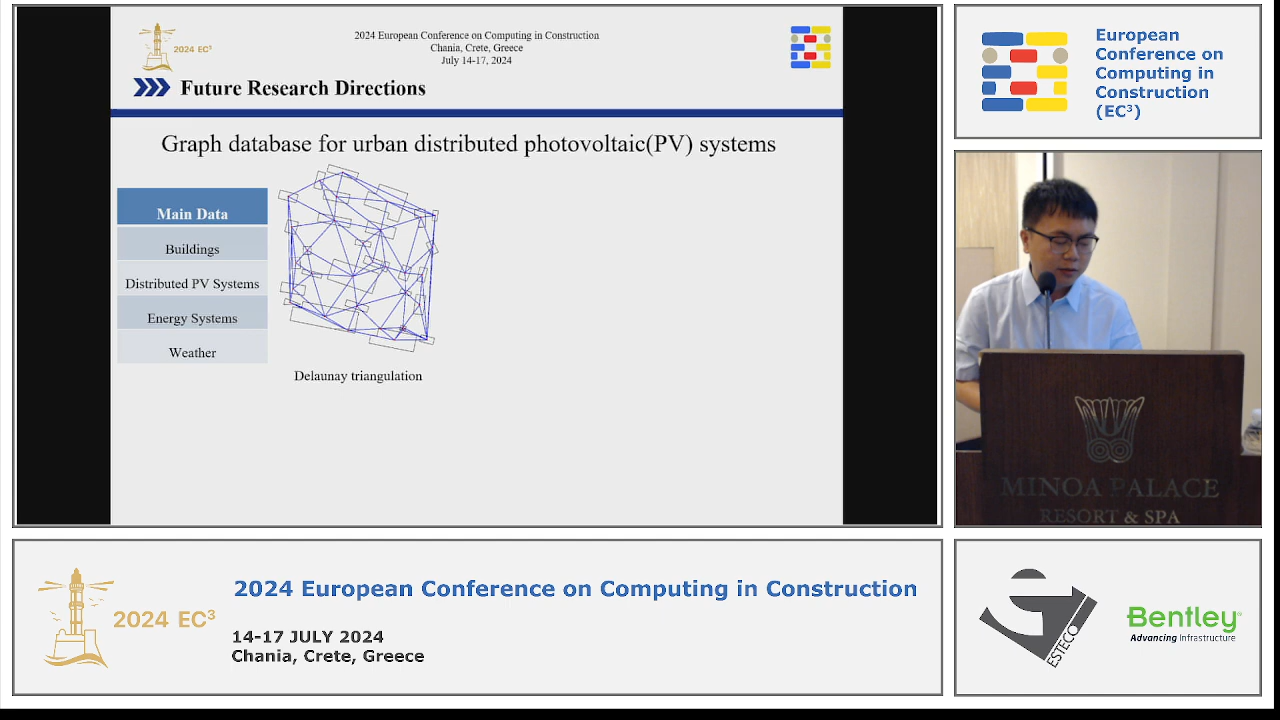 2024 EC³
2024 European Conference on Computing in Construction
Chania, Crete, Greece
July 14-17, 2024
Future Research Directions
Graph database for urban distributed photovoltaic(PV) systems
Main Data
Buildings
Distributed PV Systems
Energy Systems
Weather
Delaunay triangulation
European
Conference on
Computing in
Construction
(EC³)
MINOA PALACE
RESORT & SPA
2024 EC³
2024 European Conference on Computing in Construction
14-17 JULY 2024
Chania, Crete, Greece
ESTECO
Bentley®
Advancing Infrastructure